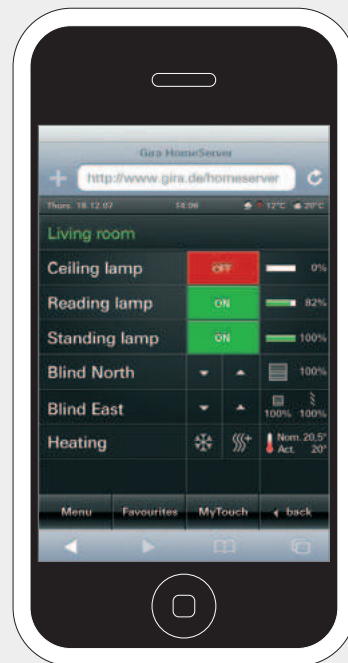 Gira HomeServer
http://www.gira.de/homeserver
Thurs. 18.12.07 14:06 12°C 20°C
Living room
Ceiling lamp OFF 0%
Reading lamp ON 82%
Standing lamp ON 100%
Blind North 100%
Blind East 100% 100%
Heating Nom. 20,5°
Act. 20°
Menu Favourites MyTouch back